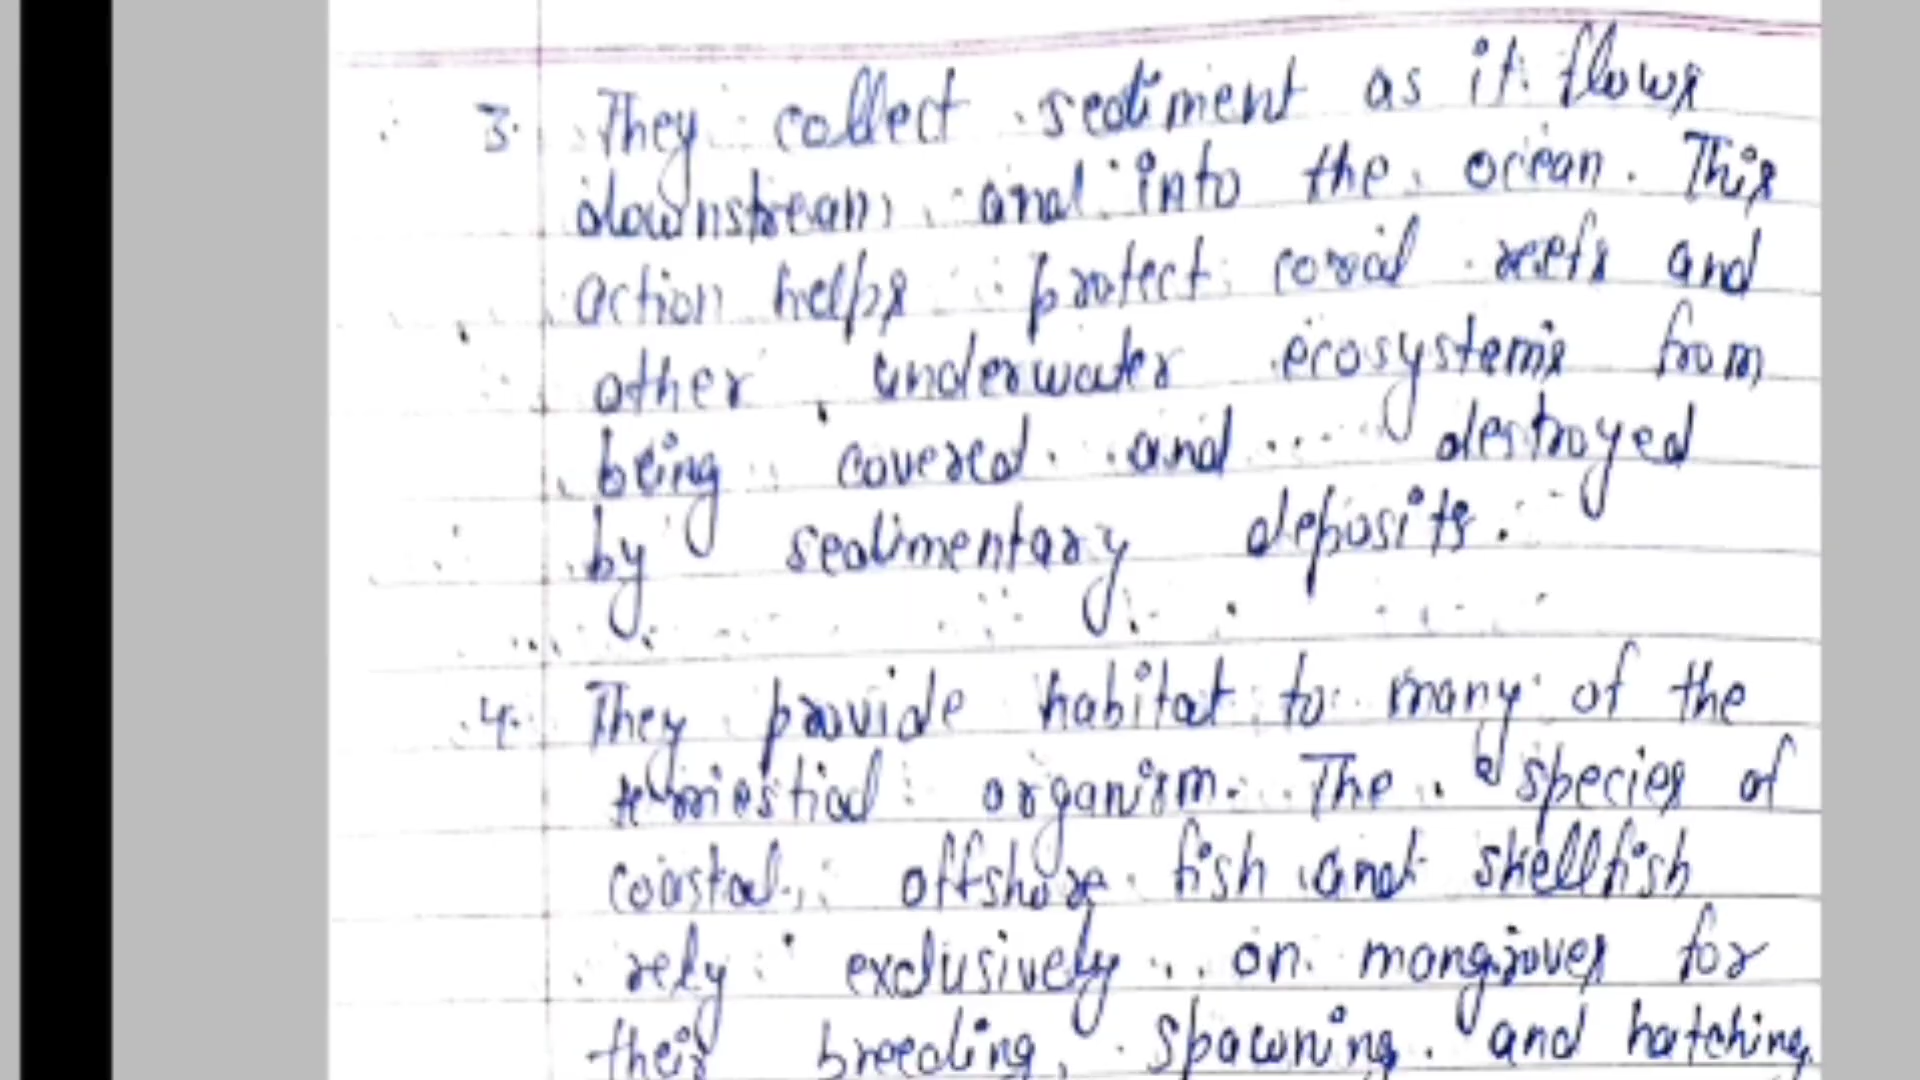 3. They collect sediment as it flows
downstream and into the ocean. This
action helps protect coral reefs and
other underwater ecosystems from
being covered and destroyed
by sedimentary deposits.
4. They provide habitat to many of the
terriestial organism. The species of
coastal, offshore fish and shellfish
rely exclusively on mangroves for
their breeding, spawning, and hatching